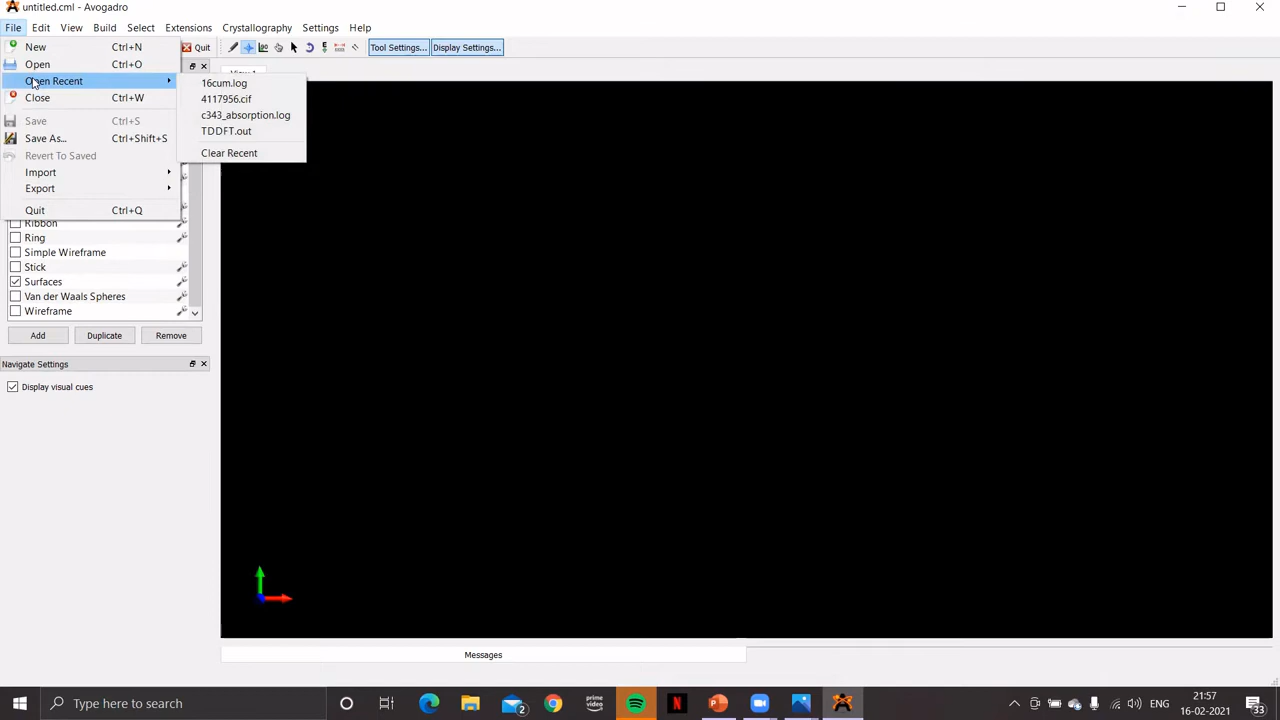 untitled.cml - Avogadro
File Edit View Build Select Extensions Crystallography Settings Help
Quit Tool Settings... Display Settings...
New Ctrl+N
Open Ctrl+O
Open Recent
Close Ctrl+W
Save Ctrl+S
Save As... Ctrl+Shift+S
Revert To Saved
Import
Export
Quit Ctrl+Q
16cum.log
4117956.cif
c343_absorption.log
TDDFT.out
Clear Recent
Ribbon
Ring
Simple Wireframe
Stick
Surfaces
Van der Waals Spheres
Wireframe
Add Duplicate Remove
Navigate Settings
Display visual cues
Messages
Type here to search
2
prime video
N
ENG
21:57
16-02-2021
33